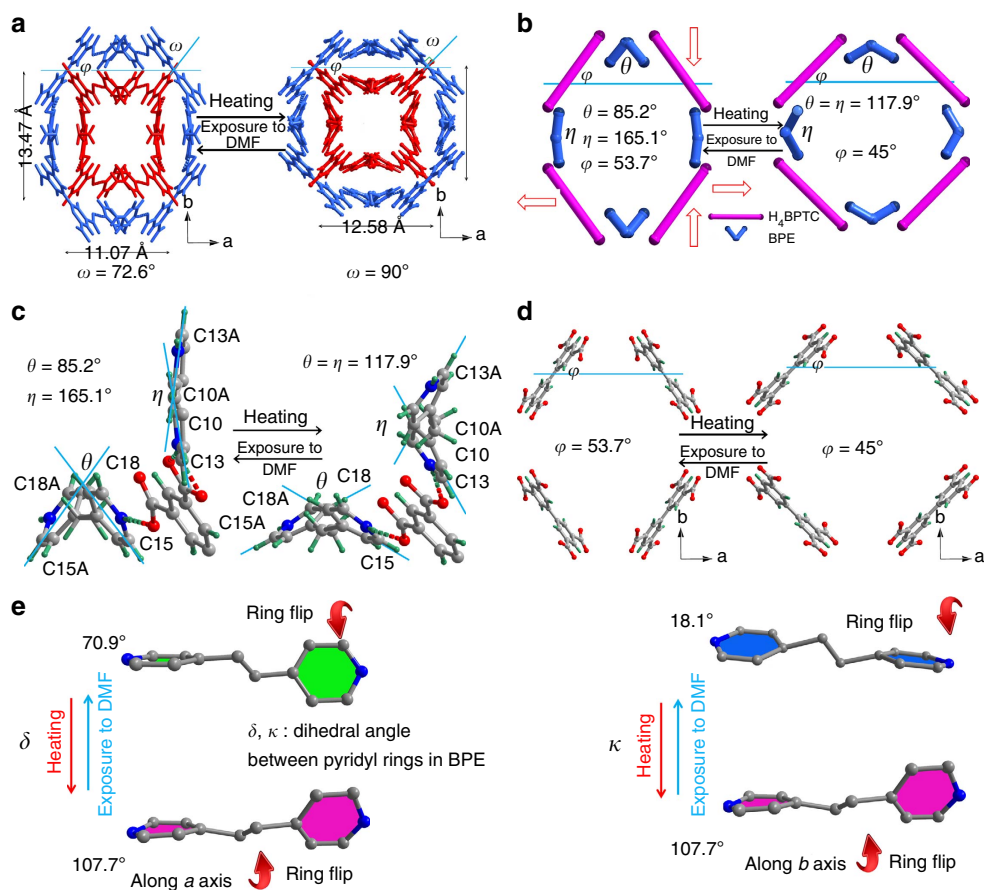 a
ω
φ
13.47 Å
Heating
Exposure to
DMF
b
a
11.07 Å
ω = 72.6°
ω
φ
b
a
12.58 Å
ω = 90°
b
θ
φ
θ = 85.2°
η
η = 165.1°
φ = 53.7°
Heating
Exposure to
DMF
θ
φ
θ = η = 117.9°
η
φ = 45°
H₄BPTC
BPE
c
θ = 85.2°
η = 165.1°
C13A
η
C10A
C10
C13
θ
C18
C18A
C15
C15A
Heating
Exposure to
DMF
θ = η = 117.9°
C13A
η
C10A
C10
C13
θ
C18
C18A
C15A
C15
d
φ
φ = 53.7°
Heating
Exposure to
DMF
φ
φ = 45°
b
a
b
a
e
70.9°
Ring flip
δ
Heating
Exposure to DMF
δ, κ : dihedral angle
between pyridyl rings in BPE
107.7°
Along a axis
Ring flip
18.1°
Ring flip
κ
Heating
Exposure to DMF
107.7°
Along b axis
Ring flip